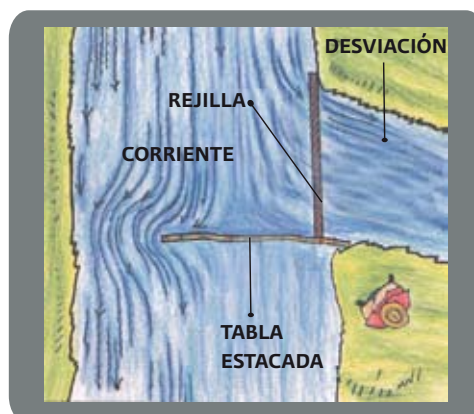 DESVIACIÓN
REJILLA
CORRIENTE
TABLA
ESTACADA